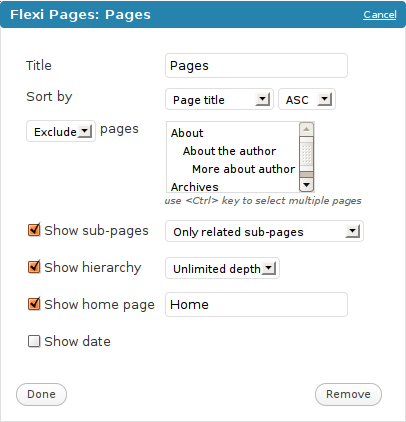 Flexi Pages: Pages Cancel
Title Pages
Sort by Page title ASC
Exclude pages
About
About the author
More about author
Archives
use <Ctrl> key to select multiple pages
Show sub-pages Only related sub-pages
Show hierarchy Unlimited depth
Show home page Home
Show date
Done Remove